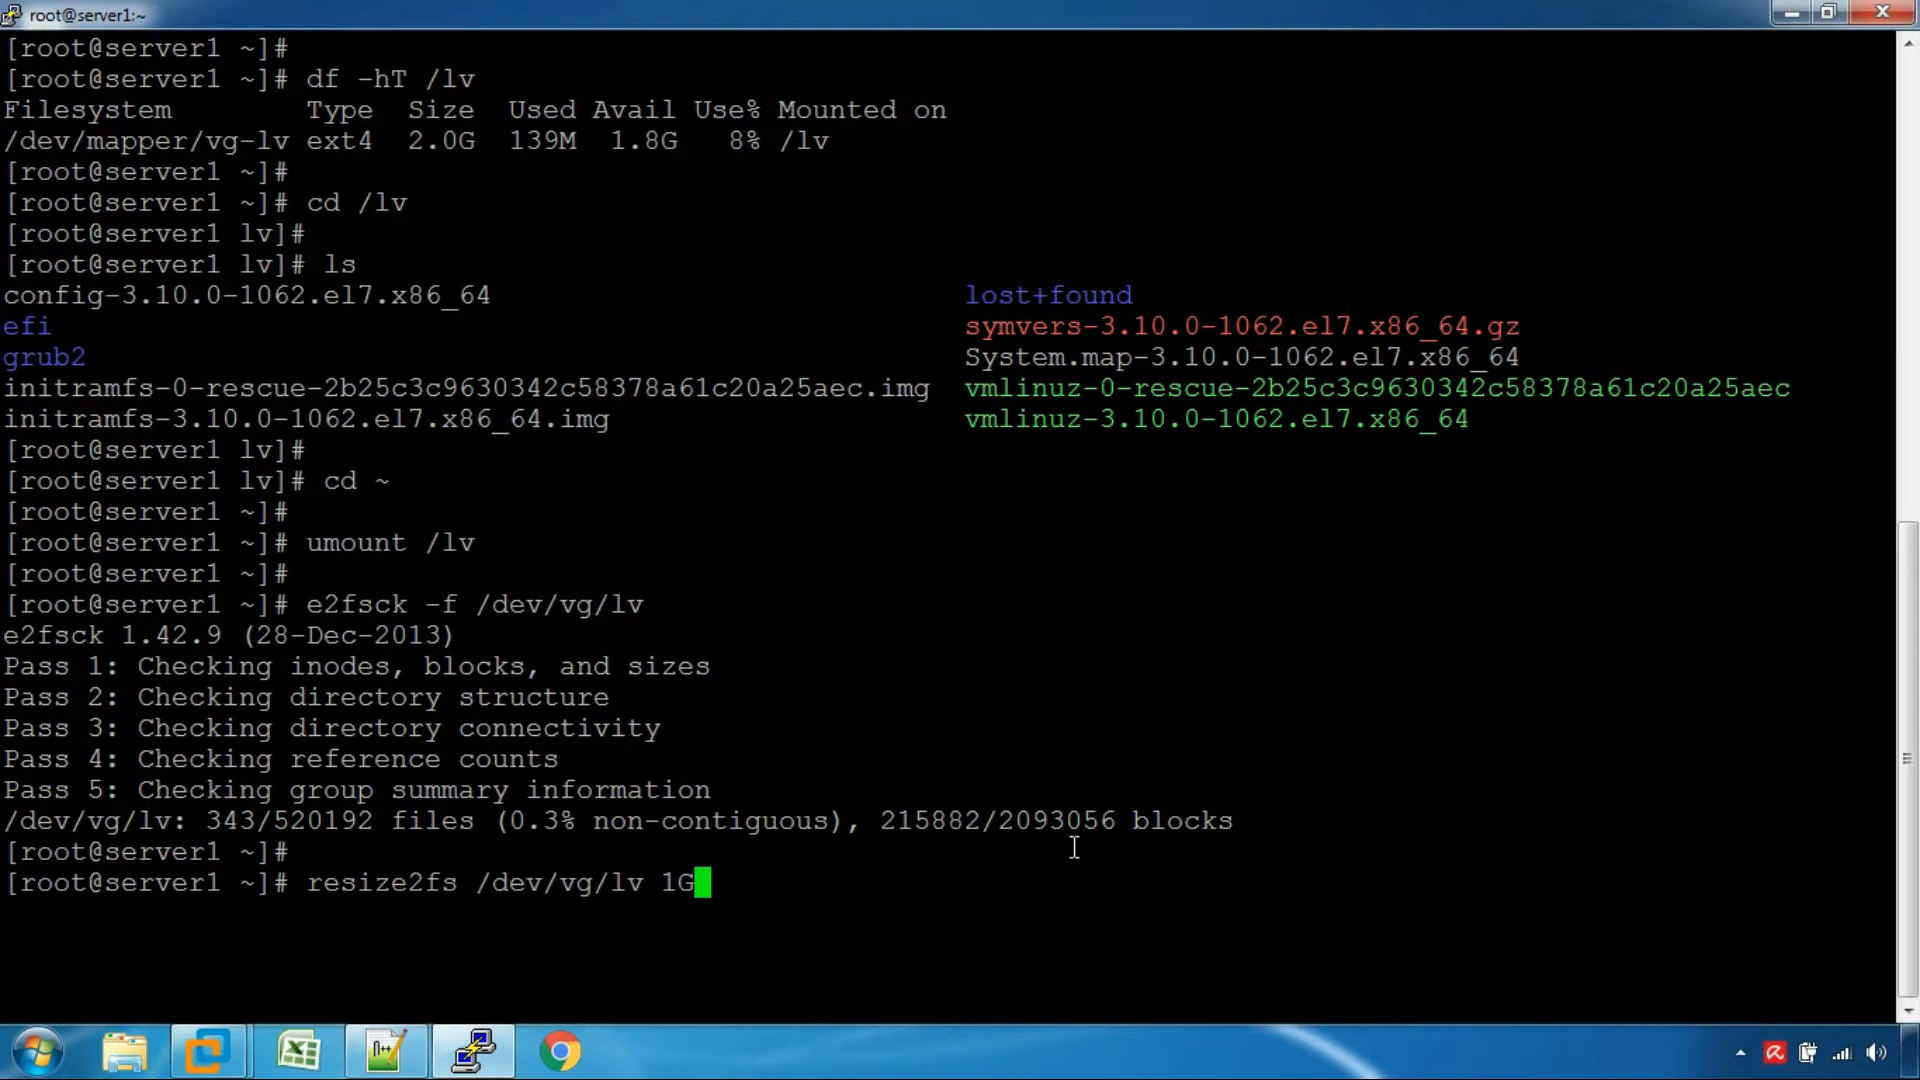 root@server1:~
[root@server1 ~]#
[root@server1 ~]# df -hT /lv
Filesystem        Type  Size  Used Avail Use% Mounted on
/dev/mapper/vg-lv ext4  2.0G  139M  1.8G   8% /lv
[root@server1 ~]#
[root@server1 ~]# cd /lv
[root@server1 lv]#
[root@server1 lv]# ls
config-3.10.0-1062.el7.x86_64 lost+found
efi symvers-3.10.0-1062.el7.x86_64.gz
grub2 System.map-3.10.0-1062.el7.x86_64
initramfs-0-rescue-2b25c3c9630342c58378a61c20a25aec.img vmlinuz-0-rescue-2b25c3c9630342c58378a61c20a25aec
initramfs-3.10.0-1062.el7.x86_64.img vmlinuz-3.10.0-1062.el7.x86_64
[root@server1 lv]#
[root@server1 lv]# cd ~
[root@server1 ~]#
[root@server1 ~]# umount /lv
[root@server1 ~]#
[root@server1 ~]# e2fsck -f /dev/vg/lv
e2fsck 1.42.9 (28-Dec-2013)
Pass 1: Checking inodes, blocks, and sizes
Pass 2: Checking directory structure
Pass 3: Checking directory connectivity
Pass 4: Checking reference counts
Pass 5: Checking group summary information
/dev/vg/lv: 343/520192 files (0.3% non-contiguous), 215882/2093056 blocks
[root@server1 ~]#
[root@server1 ~]# resize2fs /dev/vg/lv 1G